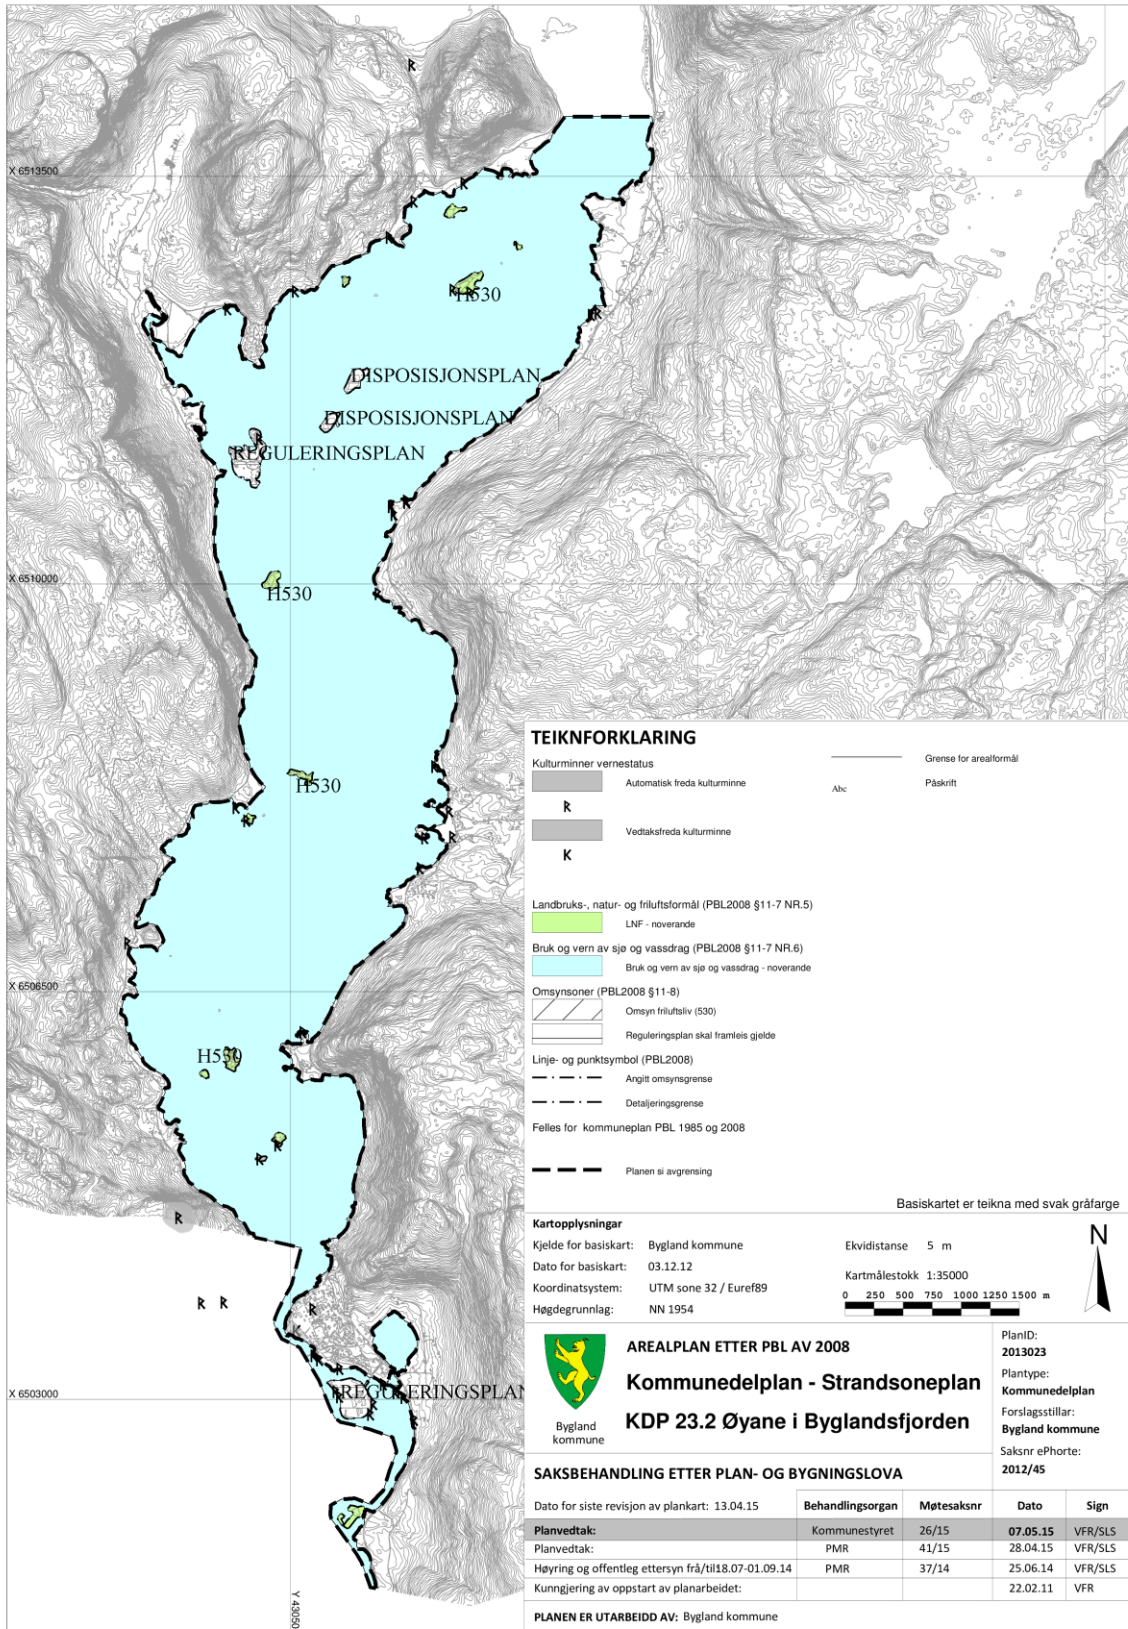 X 6513500
H530
DISPOSISJONSPLAN
DISPOSISJONSPLAN
REGULERINGSPLAN
X 6510000
H530
H530
X 6506500
H530
X 6503000
REGULERINGSPLAN
Y 43050
TEIKNFORKLARING
Kulturminner vernestatus
Automatisk freda kulturminne
R
Vedtaksfreda kulturminne
K
Grense for arealformål
Abc Påskrift
Landbruks-, natur- og friluftsformål (PBL2008 §11-7 NR.5)
LNF - noverande
Bruk og vern av sjø og vassdrag (PBL2008 §11-7 NR.6)
Bruk og vern av sjø og vassdrag - noverande
Omsynsoner (PBL2008 §11-8)
Omsyn friluftsliv (530)
Reguleringsplan skal framleis gjelde
Linje- og punktsymbol (PBL2008)
Angitt omsynsgrense
Detaljeringsgrense
Felles for kommuneplan PBL 1985 og 2008
Planen si avgrensing
Basiskartet er teikna med svak gråfarge
Kartopplysningar
Kjelde for basiskart: Bygland kommune
Dato for basiskart: 03.12.12
Koordinatsystem: UTM sone 32 / Euref89
Høgdegrunnlag: NN 1954
Ekvidistanse 5 m
Kartmålestokk 1:35000
0 250 500 750 1000 1250 1500 m
N
Bygland
kommune
AREALPLAN ETTER PBL AV 2008
Kommunedelplan - Strandsoneplan
KDP 23.2 Øyane i Byglandsfjorden
PlanID:
2013023
Plantype:
Kommunedelplan
Forslagsstillar:
Bygland kommune
Saksnr ePhorte:
2012/45
SAKSBEHANDLING ETTER PLAN- OG BYGNINGSLOVA
Dato for siste revisjon av plankart: 13.04.15 Behandlingsorgan Møtesaksnr Dato Sign
Planvedtak: Kommunestyret 26/15 07.05.15 VFR/SLS
Planvedtak: PMR 41/15 28.04.15 VFR/SLS
Høyring og offentleg ettersyn frå/til18.07-01.09.14 PMR 37/14 25.06.14 VFR/SLS
Kunngjering av oppstart av planarbeidet: 22.02.11 VFR
PLANEN ER UTARBEIDD AV: Bygland kommune